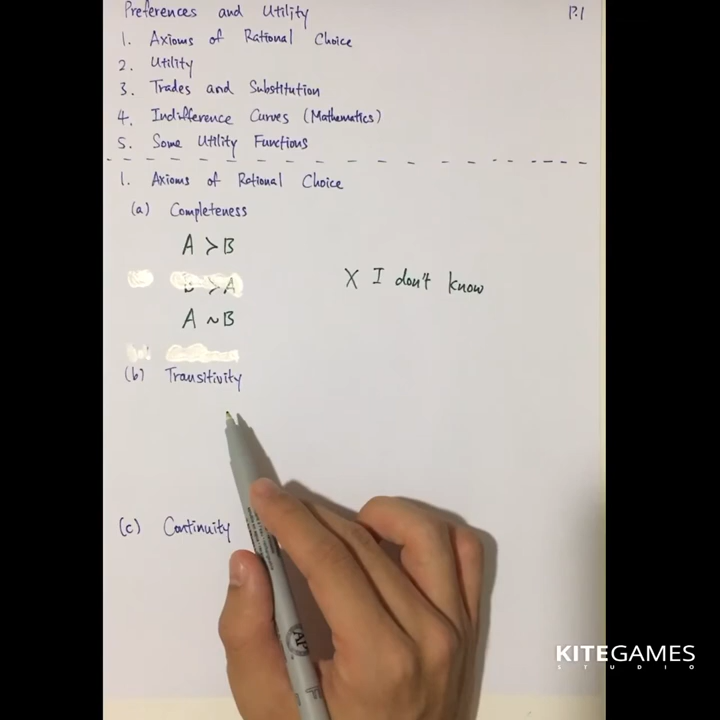 Preferences and Utility P.1
1. Axioms of Rational Choice
2. Utility
3. Trades and Substitution
4. Indifference Curves (Mathematics)
5. Some Utility Functions
1. Axioms of Rational Choice
(a) Completeness
A ≻ B
B ≻ A
X I don't know
A ~ B
(b) Transitivity
(c) Continuity
KITEGAMES
STUDIO